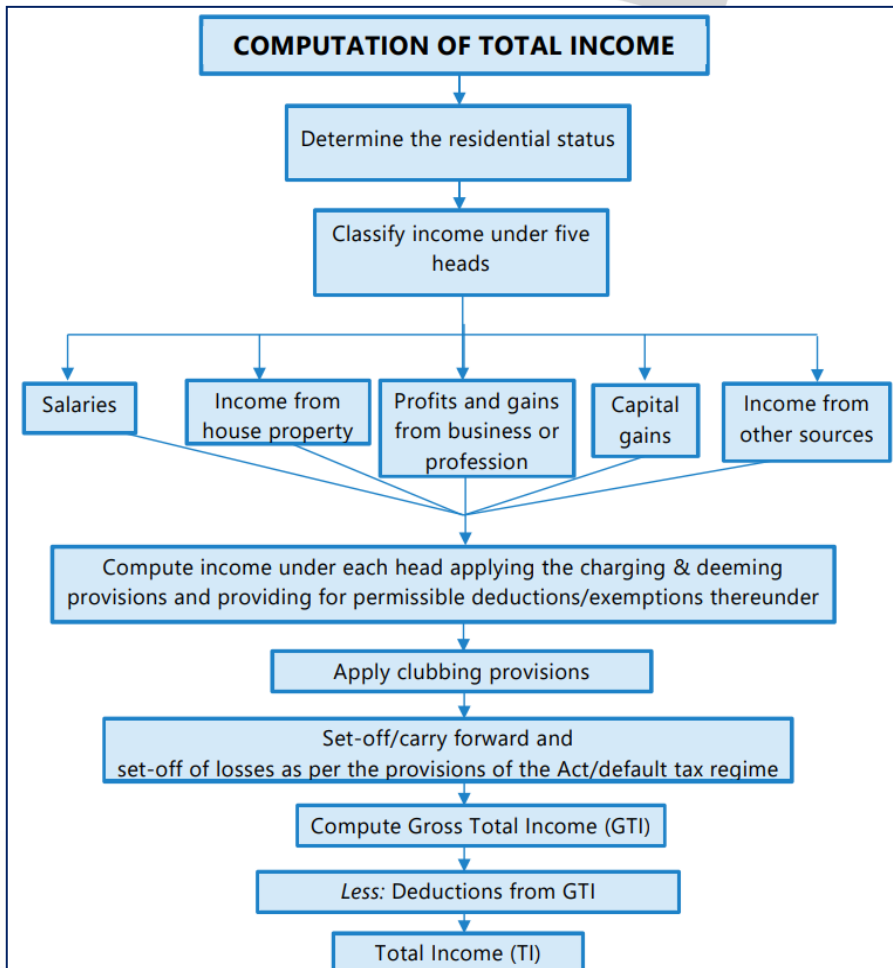 COMPUTATION OF TOTAL INCOME
Determine the residential status
Classify income under five
heads
Salaries
Income from
house property
Profits and gains
from business or
profession
Capital
gains
Income from
other sources
Compute income under each head applying the charging & deeming
provisions and providing for permissible deductions/exemptions thereunder
Apply clubbing provisions
Set-off/carry forward and
set-off of losses as per the provisions of the Act/default tax regime
Compute Gross Total Income (GTI)
Less: Deductions from GTI
Total Income (TI)